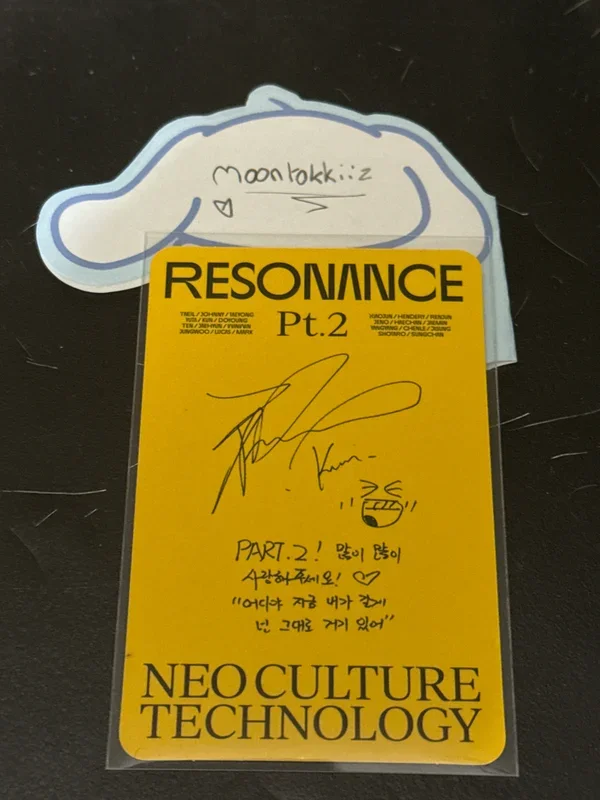 moontokkiiz
RESONANCE
Pt.2
TAEIL / JOHNNY / TAEYONG
YUTA / KUN / DOYOUNG
TEN / JAEHYUN / WINWIN
JUNGWOO / LUCAS / MARK
XIAOJUN / HENDERY / RENJUN
JENO / HAECHAN / JAEMIN
YANGYANG / CHENLE / JISUNG
SHOTARO / SUNGCHAN
PART.2! 많이 많이
사랑해주세요! ♡
"어디야 지금 내가 갈게
넌 그대로 거기 있어"
NEO CULTURE
TECHNOLOGY